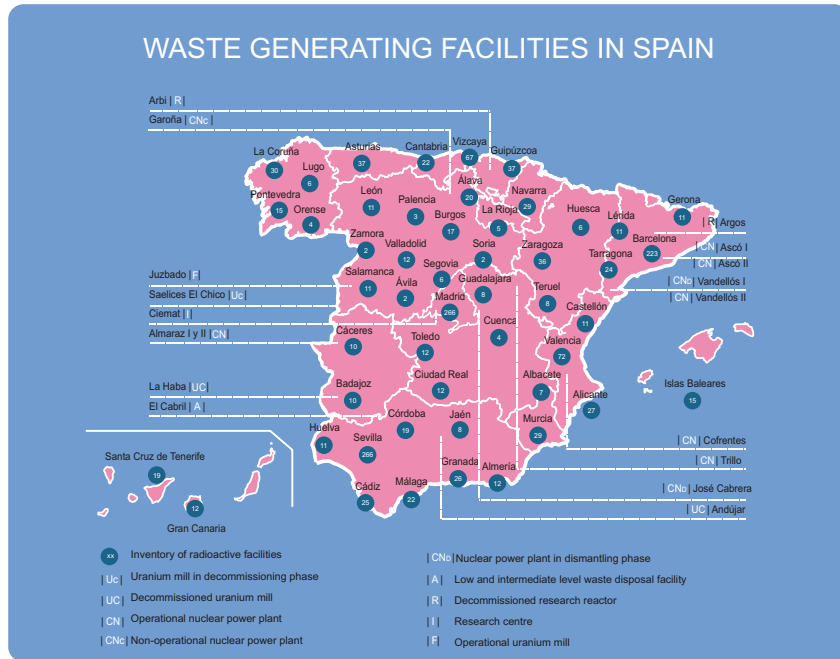 WASTE GENERATING FACILITIES IN SPAIN
Arbi | R |
Garoña | CNc |
La Coruña
30
Lugo
6
Asturias
37
Cantabria
22
Vizcaya
67
Guipúzcoa
37
Pontevedra
15
Orense
4
León
11
Palencia
3
Burgos
17
Álava
20
La Rioja
5
Navarra
29
Huesca
6
Lérida
11
Gerona
11
Barcelona
223
| R | Argos
| CN | Ascó I
| CN | Ascó II
| CNc | Vandellós I
| CN | Vandellós II
Zamora
2
Valladolid
12
Soria
2
Zaragoza
36
Tarragona
24
Segovia
6
Guadalajara
8
Teruel
8
Juzbado | F |
Saelices El Chico | Uc |
Ciemat | I |
Almaraz I y II | CN |
Salamanca
11
Ávila
2
Madrid
266
Castellón
11
Cuenca
4
Cáceres
10
Toledo
12
Valencia
72
La Haba | UC |
El Cabril | A |
Badajoz
10
Ciudad Real
12
Albacete
7
Alicante
27
Islas Baleares
15
Huelva
11
Sevilla
266
Córdoba
19
Jaén
8
Murcia
29
Cádiz
25
Málaga
22
Granada
26
Almería
12
| CN | Cofrentes
| CN | Trillo
| CND | José Cabrera
| UC | Andújar
Santa Cruz de Tenerife
19
12
Gran Canaria
xx Inventory of radioactive facilities
| Uc | Uranium mill in decommissioning phase
| UC | Decommissioned uranium mill
| CN | Operational nuclear power plant
| CNc | Non-operational nuclear power plant
| CND | Nuclear power plant in dismantling phase
| A | Low and intermediate level waste disposal facility
| R | Decommissioned research reactor
| I | Research centre
| F | Operational uranium mill